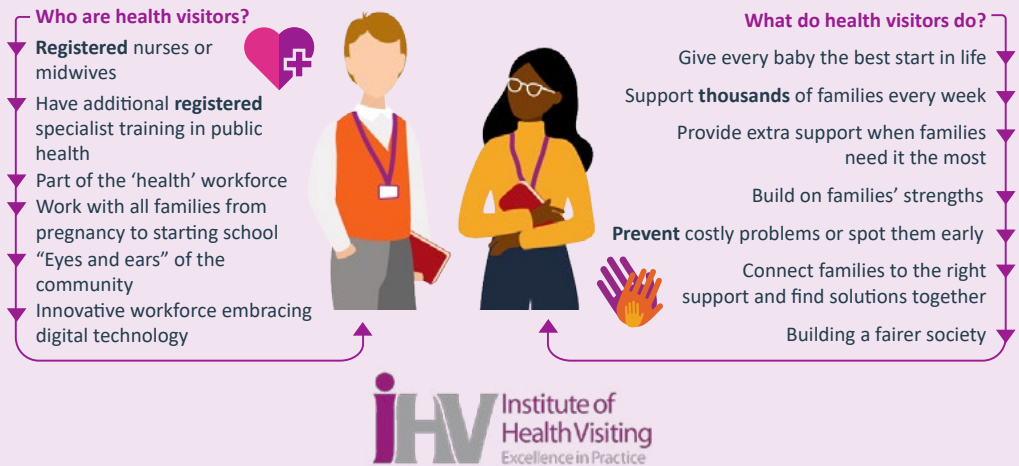 Who are health visitors?
Registered nurses or
midwives
Have additional registered
specialist training in public
health
Part of the ‘health’ workforce
Work with all families from
pregnancy to starting school
“Eyes and ears” of the
community
Innovative workforce embracing
digital technology
What do health visitors do?
Give every baby the best start in life
Support thousands of families every week
Provide extra support when families
need it the most
Build on families’ strengths
Prevent costly problems or spot them early
Connect families to the right
support and find solutions together
Building a fairer society
iHV
Institute of
Health Visiting
Excellence in Practice